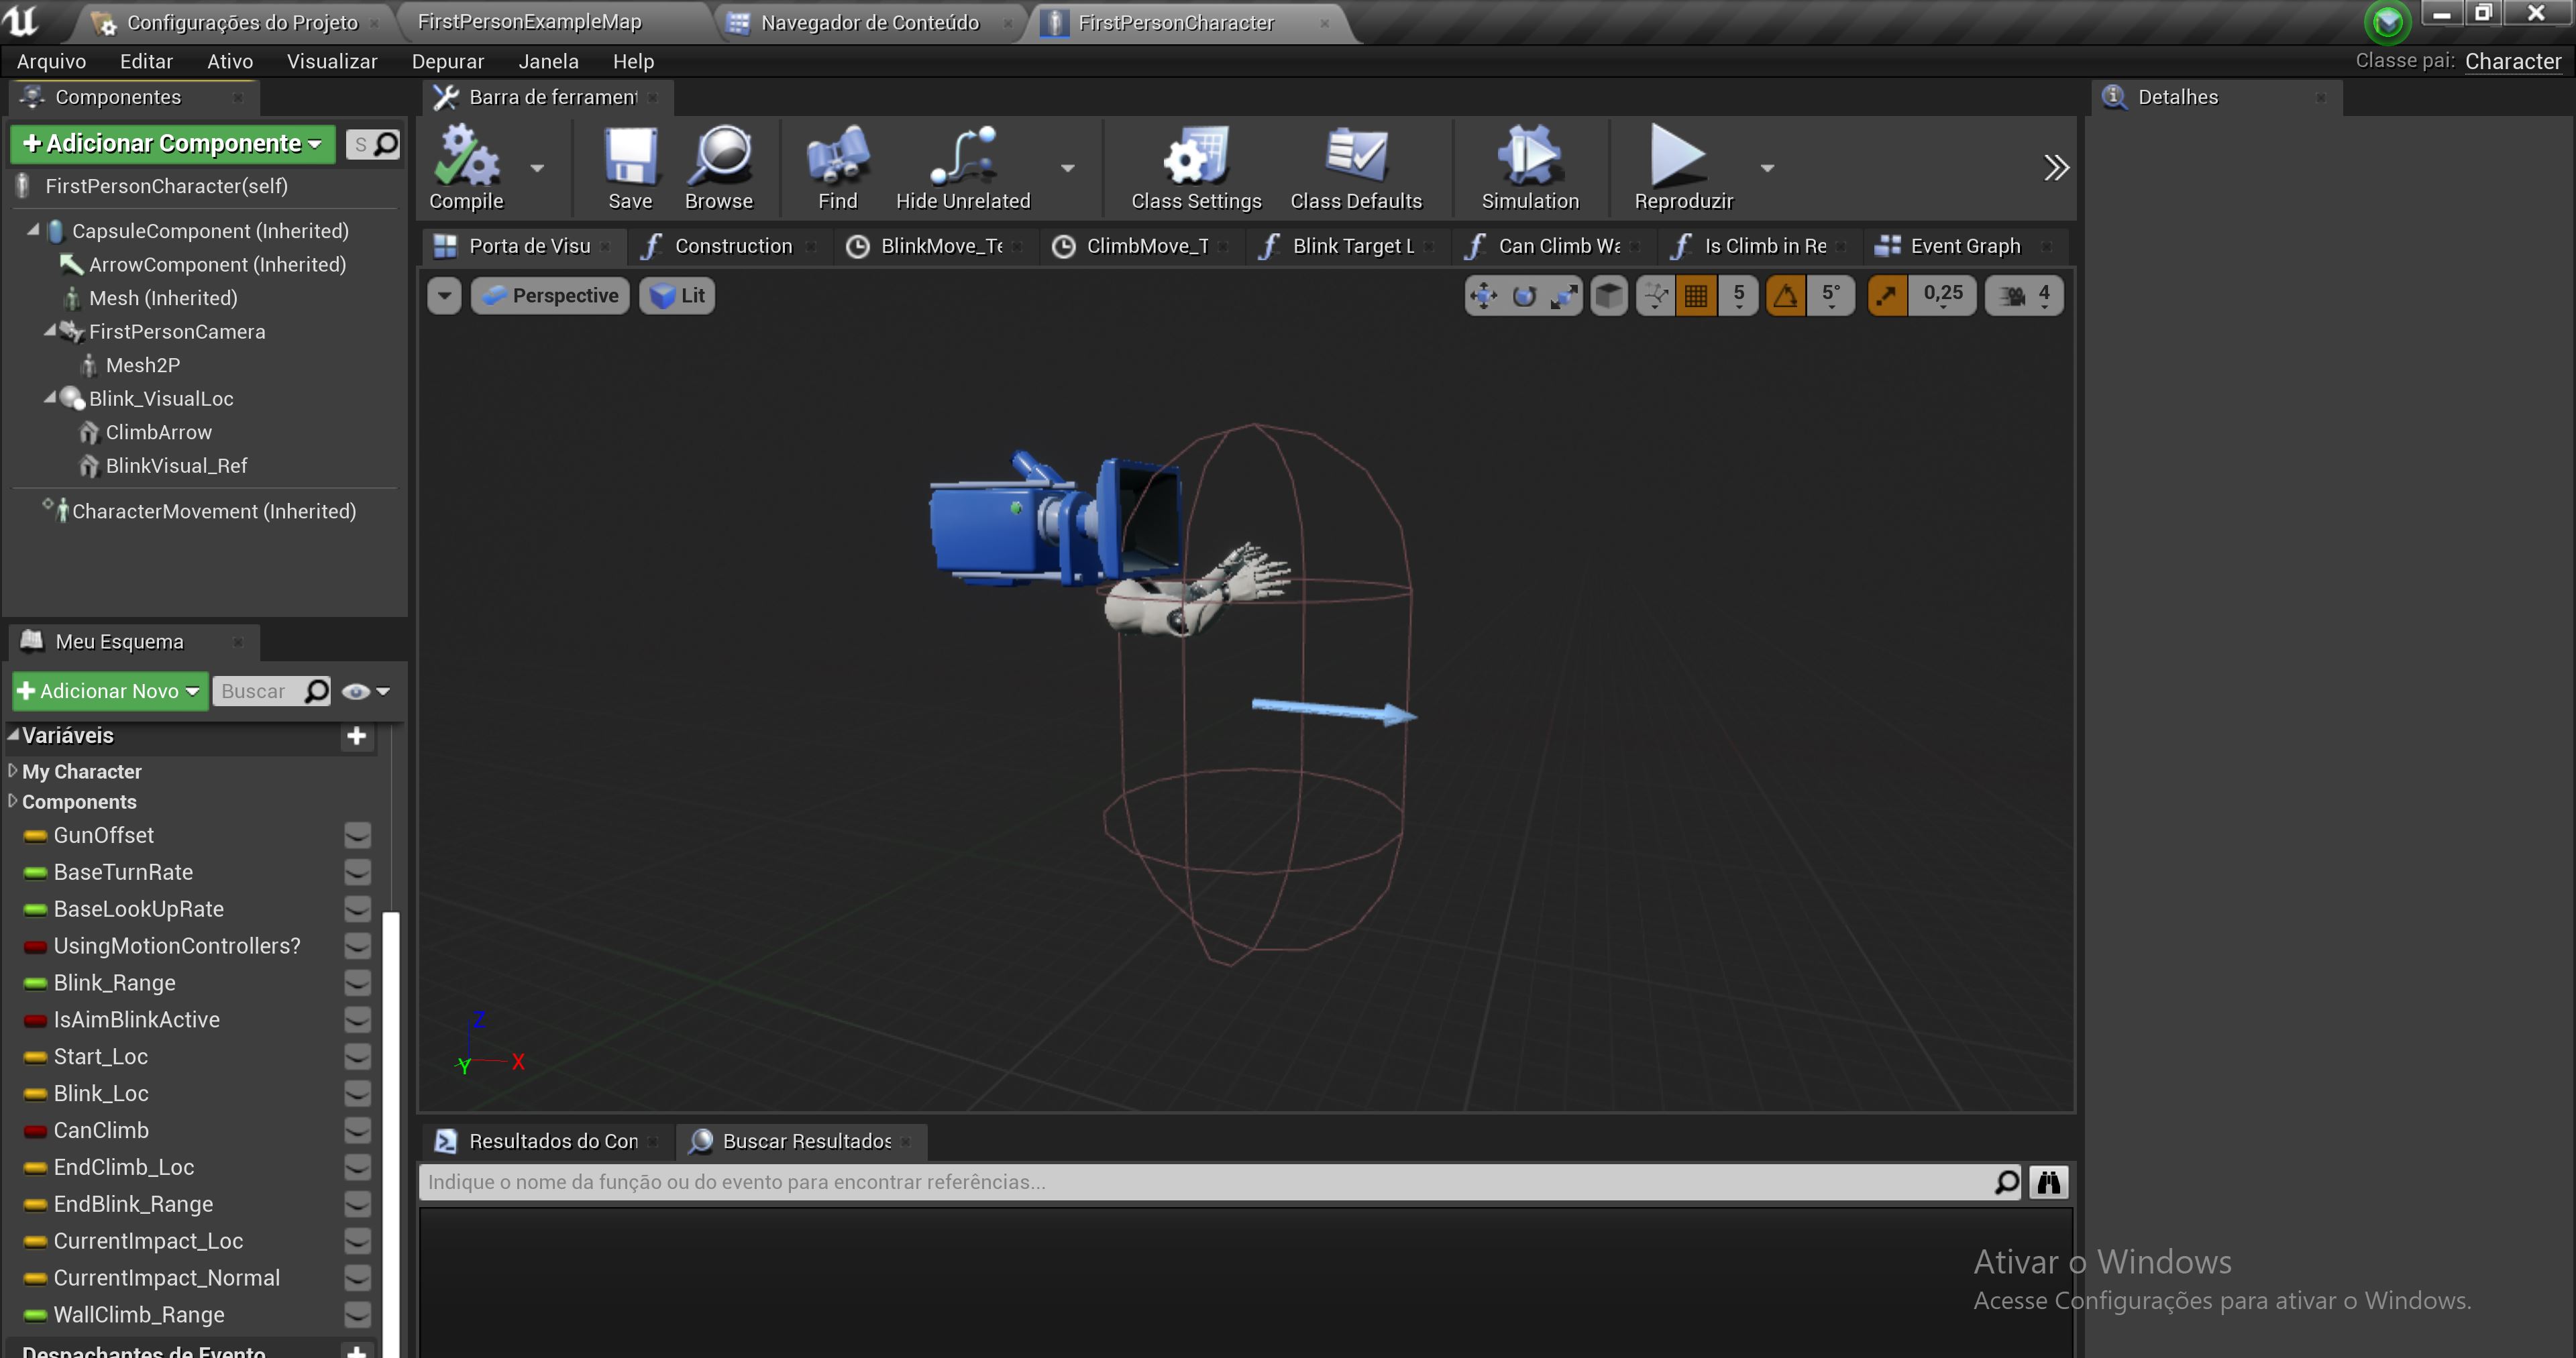 Configurações do Projeto
FirstPersonExampleMap
Navegador de Conteúdo
FirstPersonCharacter
Arquivo Editar Ativo Visualizar Depurar Janela Help
Classe pai: Character
Componentes
Adicionar Componente
S
FirstPersonCharacter(self)
CapsuleComponent (Inherited)
ArrowComponent (Inherited)
Mesh (Inherited)
FirstPersonCamera
Mesh2P
Blink_VisualLoc
ClimbArrow
BlinkVisual_Ref
CharacterMovement (Inherited)
Meu Esquema
Adicionar Novo
Buscar
Variáveis
My Character
Components
GunOffset
BaseTurnRate
BaseLookUpRate
UsingMotionControllers?
Blink_Range
IsAimBlinkActive
Start_Loc
Blink_Loc
CanClimb
EndClimb_Loc
EndBlink_Range
CurrentImpact_Loc
CurrentImpact_Normal
WallClimb_Range
Despachantes de Evento
Barra de ferrament
Compile Save Browse Find Hide Unrelated Class Settings Class Defaults Simulation Reproduzir
Porta de Visu
Construction
BlinkMove_Te
ClimbMove_T
Blink Target L
Can Climb Wa
Is Climb in Re
Event Graph
Perspective
Lit
5
5°
0,25
4
Z
Y
X
Resultados do Con
Buscar Resultados
Indique o nome da função ou do evento para encontrar referências...
Detalhes
Ativar o Windows
Acesse Configurações para ativar o Windows.